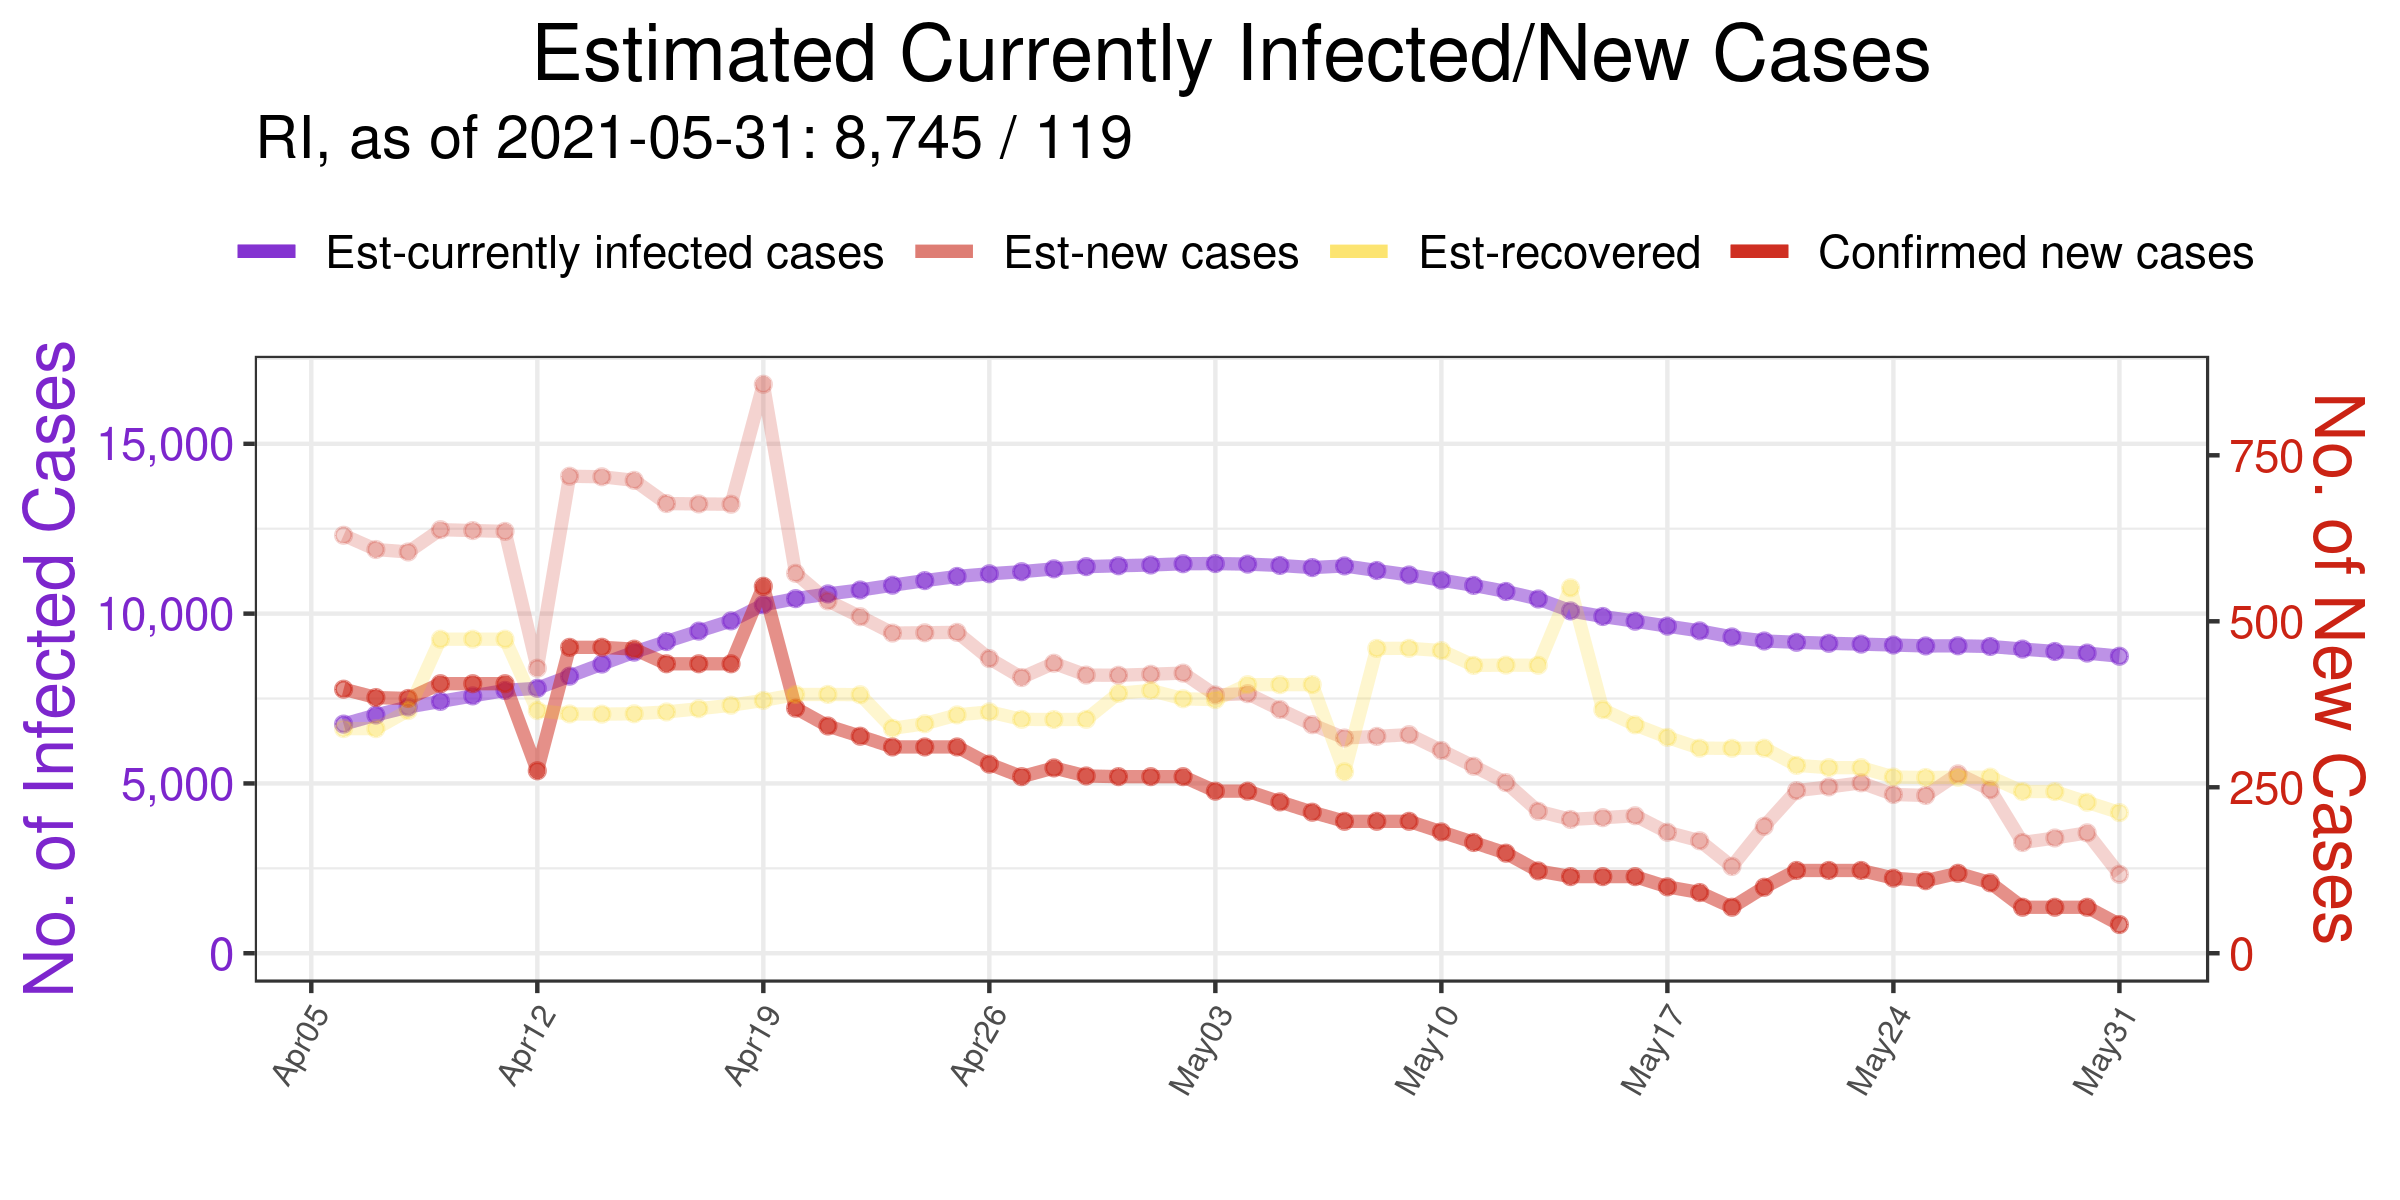 Estimated Currently Infected/New Cases
RI, as of 2021-05-31: 8,745 / 119
Est-currently infected cases Est-new cases Est-recovered Confirmed new cases
No. of Infected Cases
15,000
10,000
5,000
0
No. of New Cases
750
500
250
0
Apr05 Apr12 Apr19 Apr26 May03 May10 May17 May24 May31